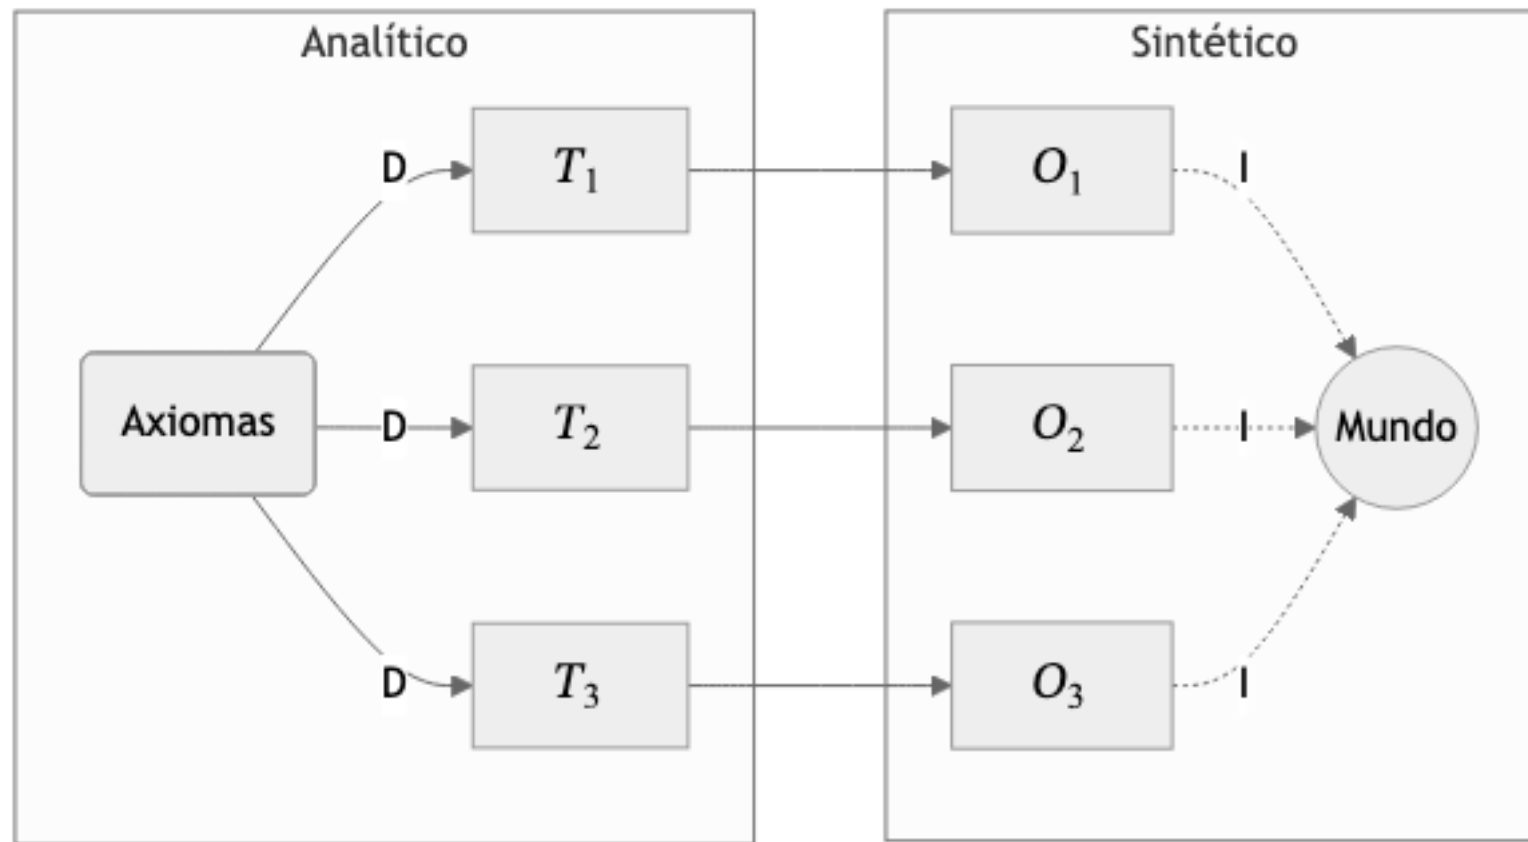 Analítico
Sintético
D
T₁
O₁
I
Axiomas
D
T₂
O₂
I
Mundo
D
T₃
O₃
I